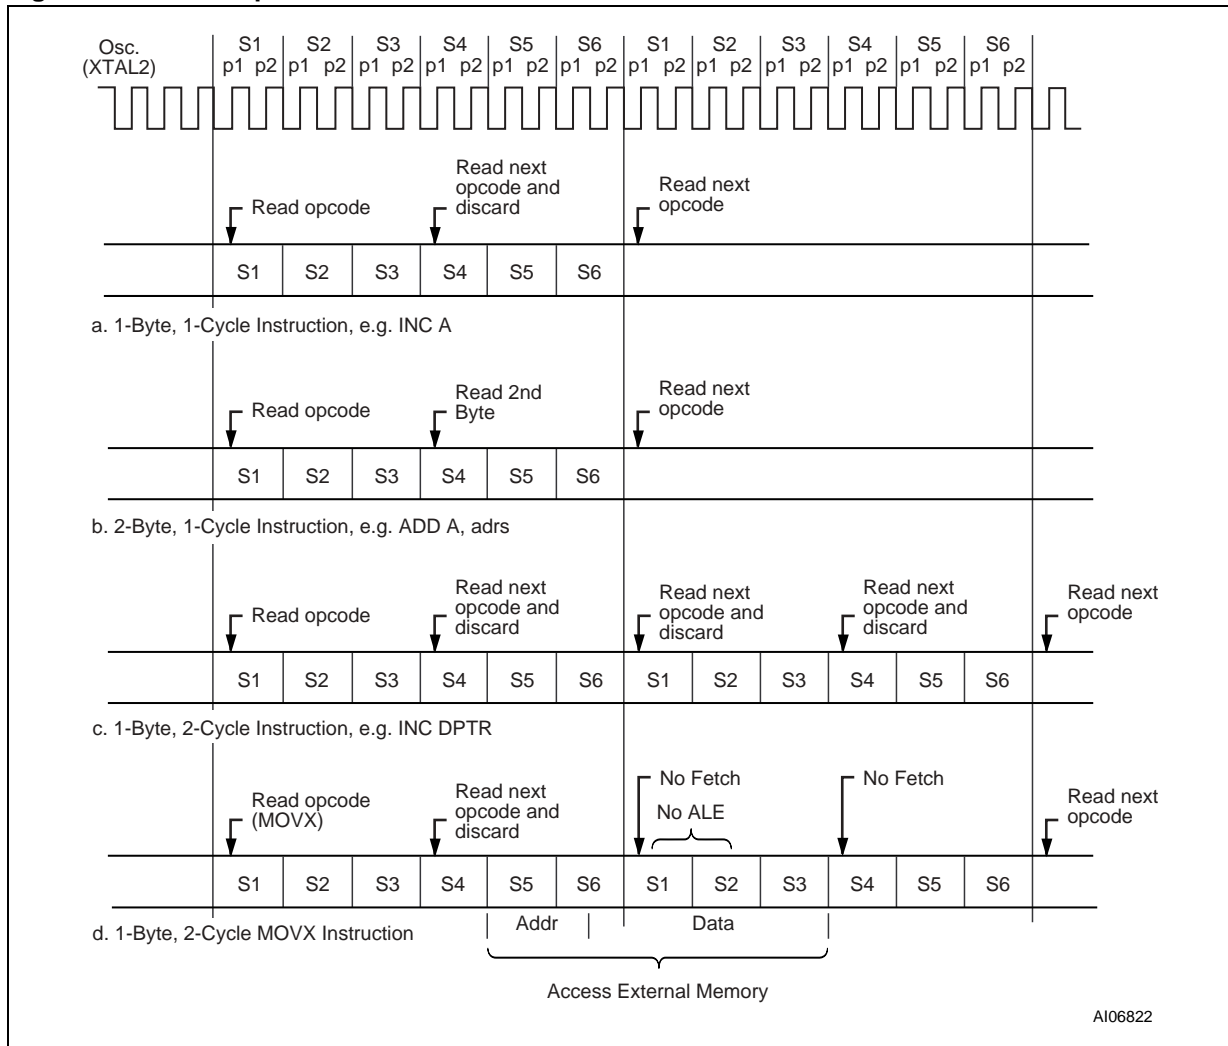 Osc.
(XTAL2)
S1 S2 S3 S4 S5 S6 S1 S2 S3 S4 S5 S6
p1 p2 p1 p2 p1 p2 p1 p2 p1 p2 p1 p2 p1 p2 p1 p2 p1 p2 p1 p2 p1 p2 p1 p2
Read opcode
Read next
opcode and
discard
Read next
opcode
S1 S2 S3 S4 S5 S6
a. 1-Byte, 1-Cycle Instruction, e.g. INC A
Read opcode
Read 2nd
Byte
Read next
opcode
S1 S2 S3 S4 S5 S6
b. 2-Byte, 1-Cycle Instruction, e.g. ADD A, adrs
Read opcode
Read next
opcode and
discard
Read next
opcode and
discard
Read next
opcode and
discard
Read next
opcode
S1 S2 S3 S4 S5 S6 S1 S2 S3 S4 S5 S6
c. 1-Byte, 2-Cycle Instruction, e.g. INC DPTR
Read opcode
(MOVX)
Read next
opcode and
discard
No Fetch
No ALE
No Fetch
Read next
opcode
S1 S2 S3 S4 S5 S6 S1 S2 S3 S4 S5 S6
Addr
Data
d. 1-Byte, 2-Cycle MOVX Instruction
Access External Memory
AI06822